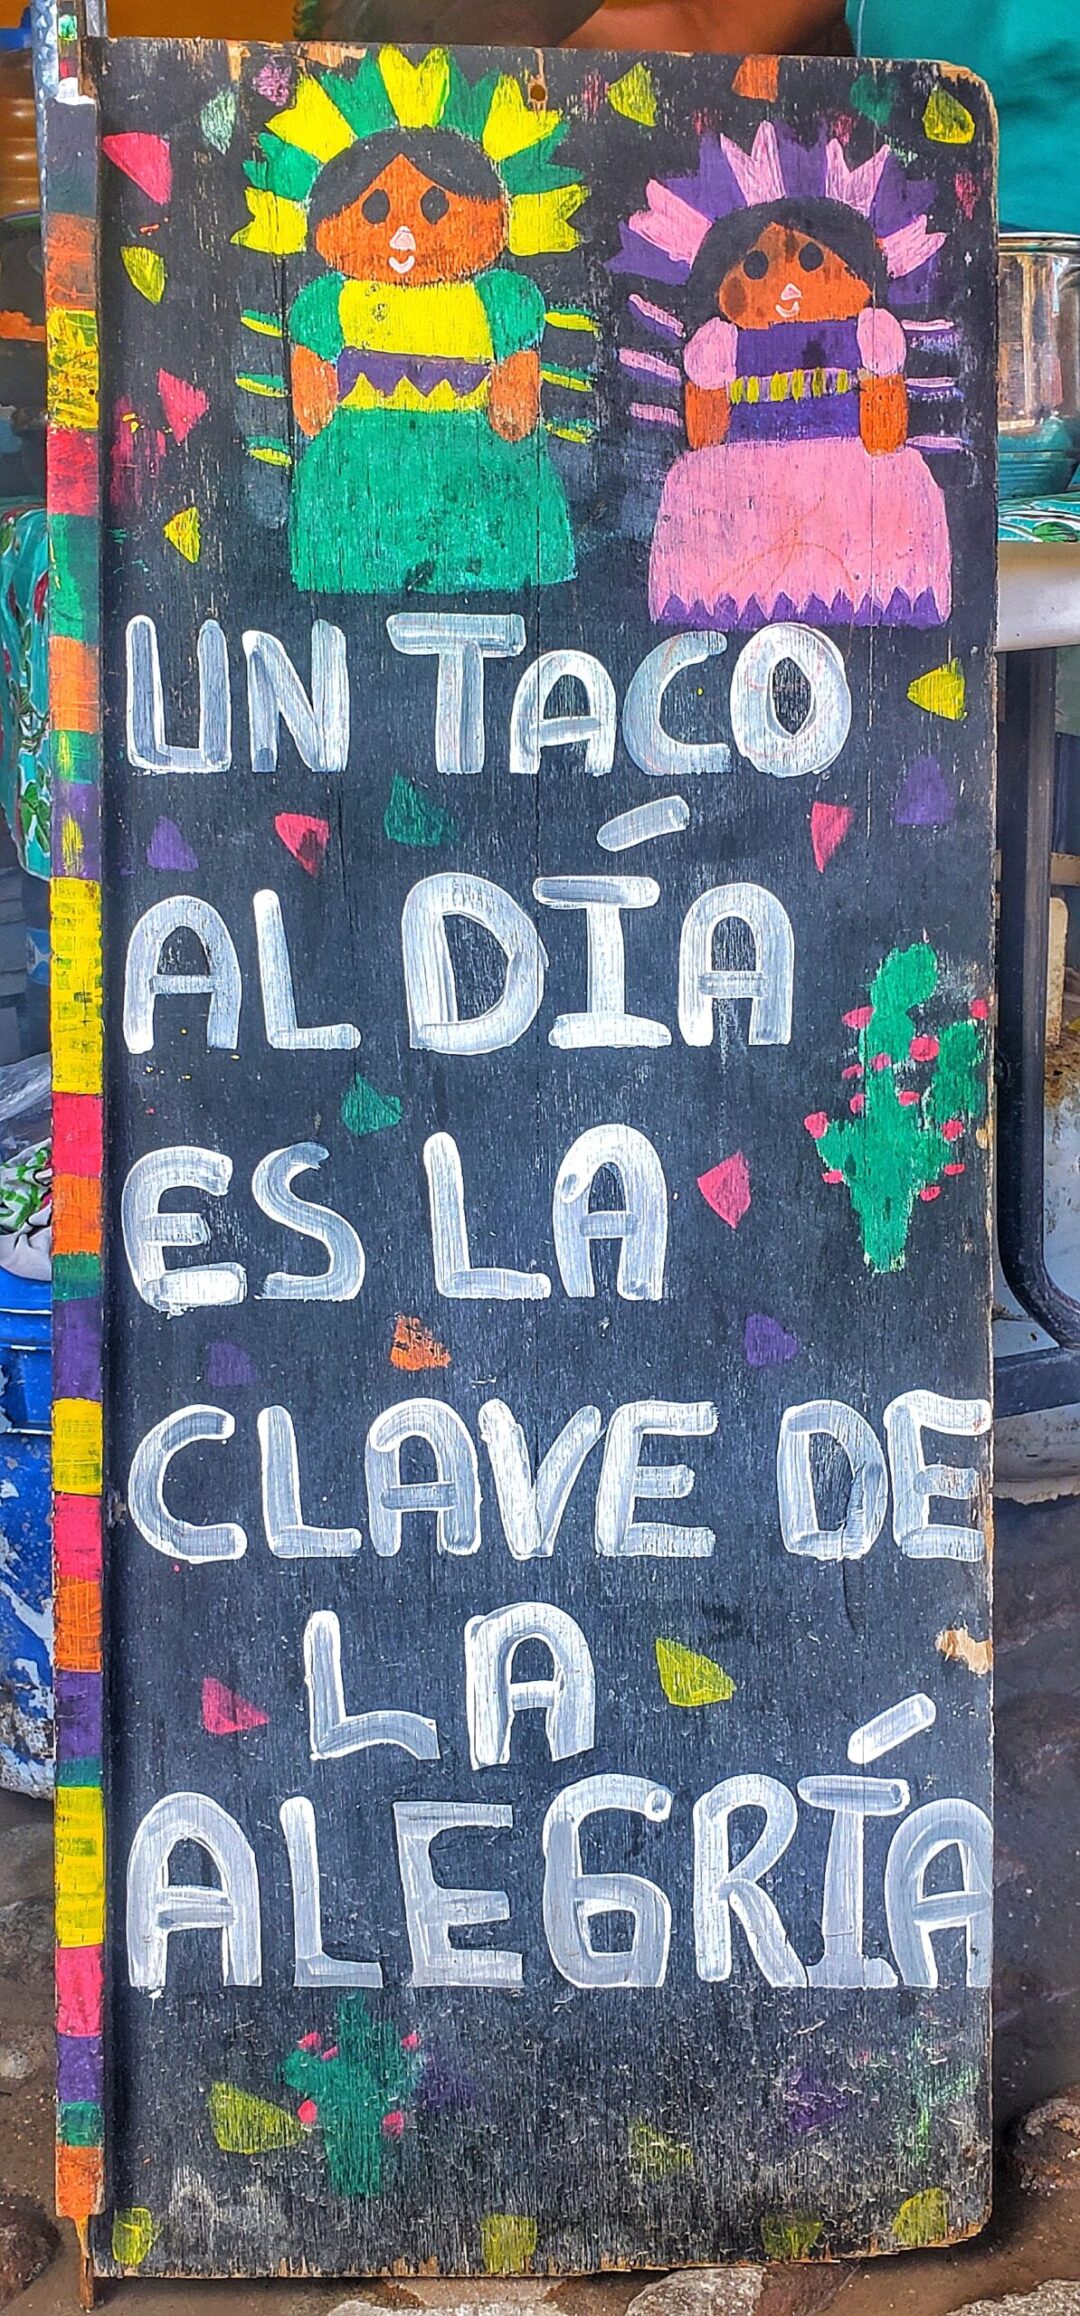 UN TACO
AL DÍA
ES LA
CLAVE DE
LA
ALEGRÍA